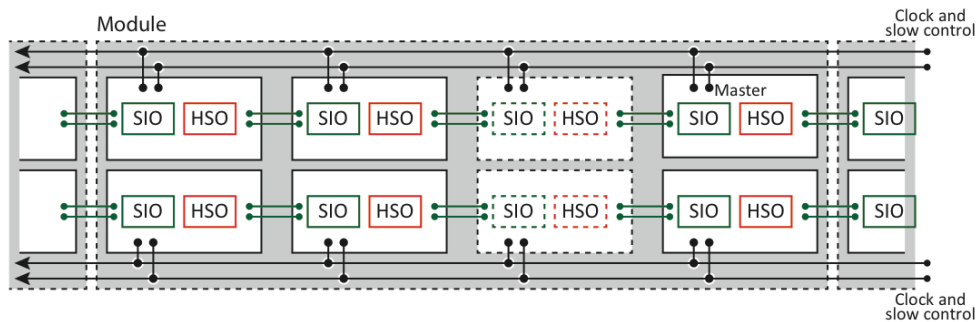 Module
Clock and
slow control
Master
SIO HSO SIO HSO SIO HSO SIO HSO SIO
SIO HSO SIO HSO SIO HSO SIO HSO SIO
Clock and
slow control